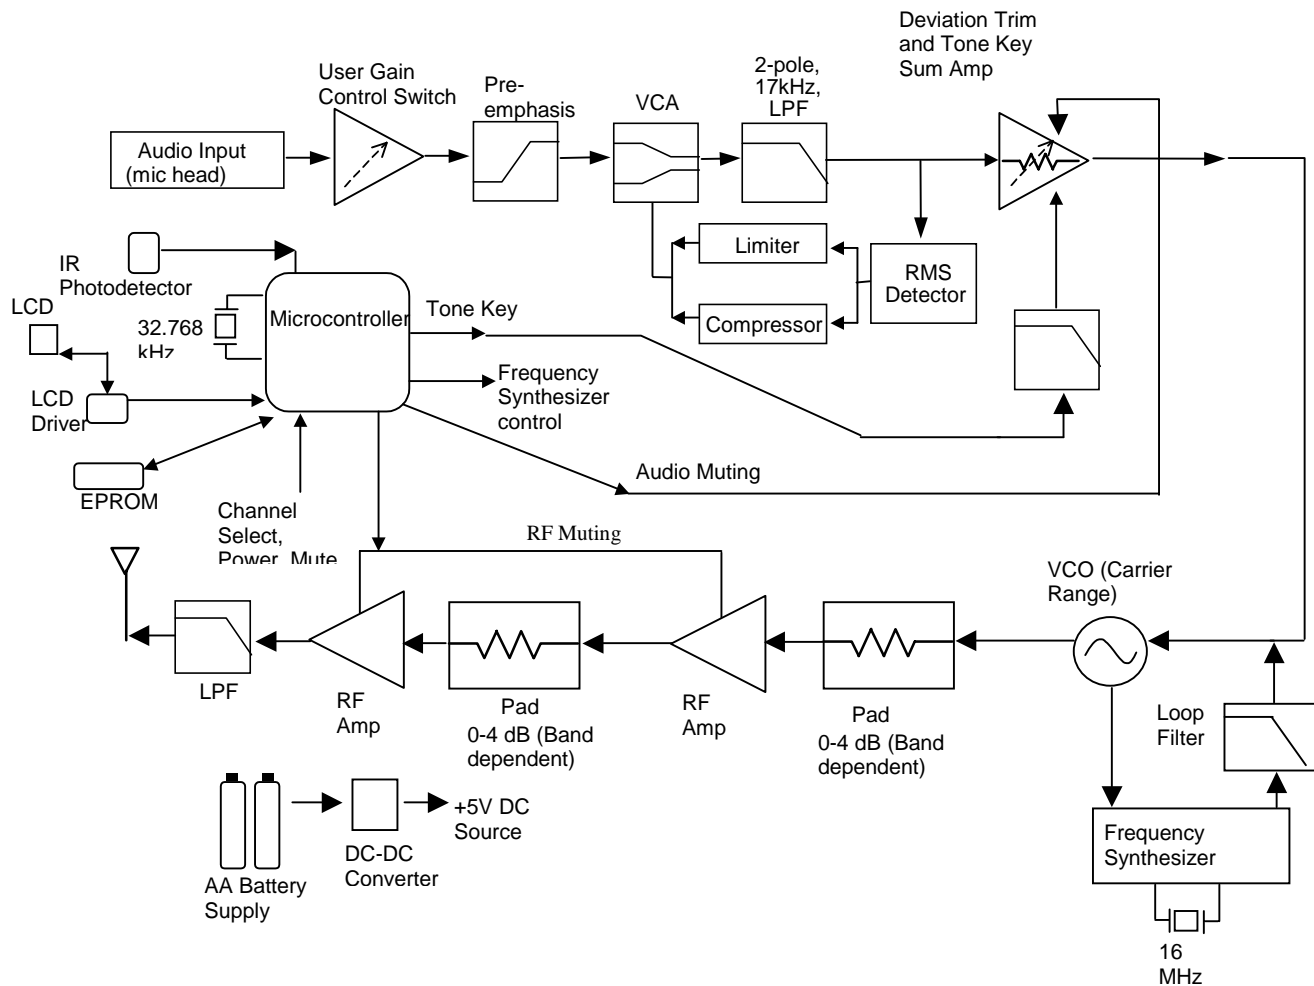 Deviation Trim
and Tone Key
Sum Amp
User Gain
Control Switch
Pre-
emphasis
VCA
2-pole,
17kHz,
LPF
Audio Input
(mic head)
Limiter
Compressor
RMS
Detector
IR
Photodetector
LCD
32.768
kHz
Microcontroller
Tone Key
LCD
Driver
Frequency
Synthesizer
control
EPROM
Audio Muting
Channel
Select,
Power, Mute
RF Muting
VCO (Carrier
Range)
LPF
RF
Amp
Pad
0-4 dB (Band
dependent)
RF
Amp
Pad
0-4 dB (Band
dependent)
Loop
Filter
+5V DC
Source
DC-DC
Converter
AA Battery
Supply
Frequency
Synthesizer
16
MHz